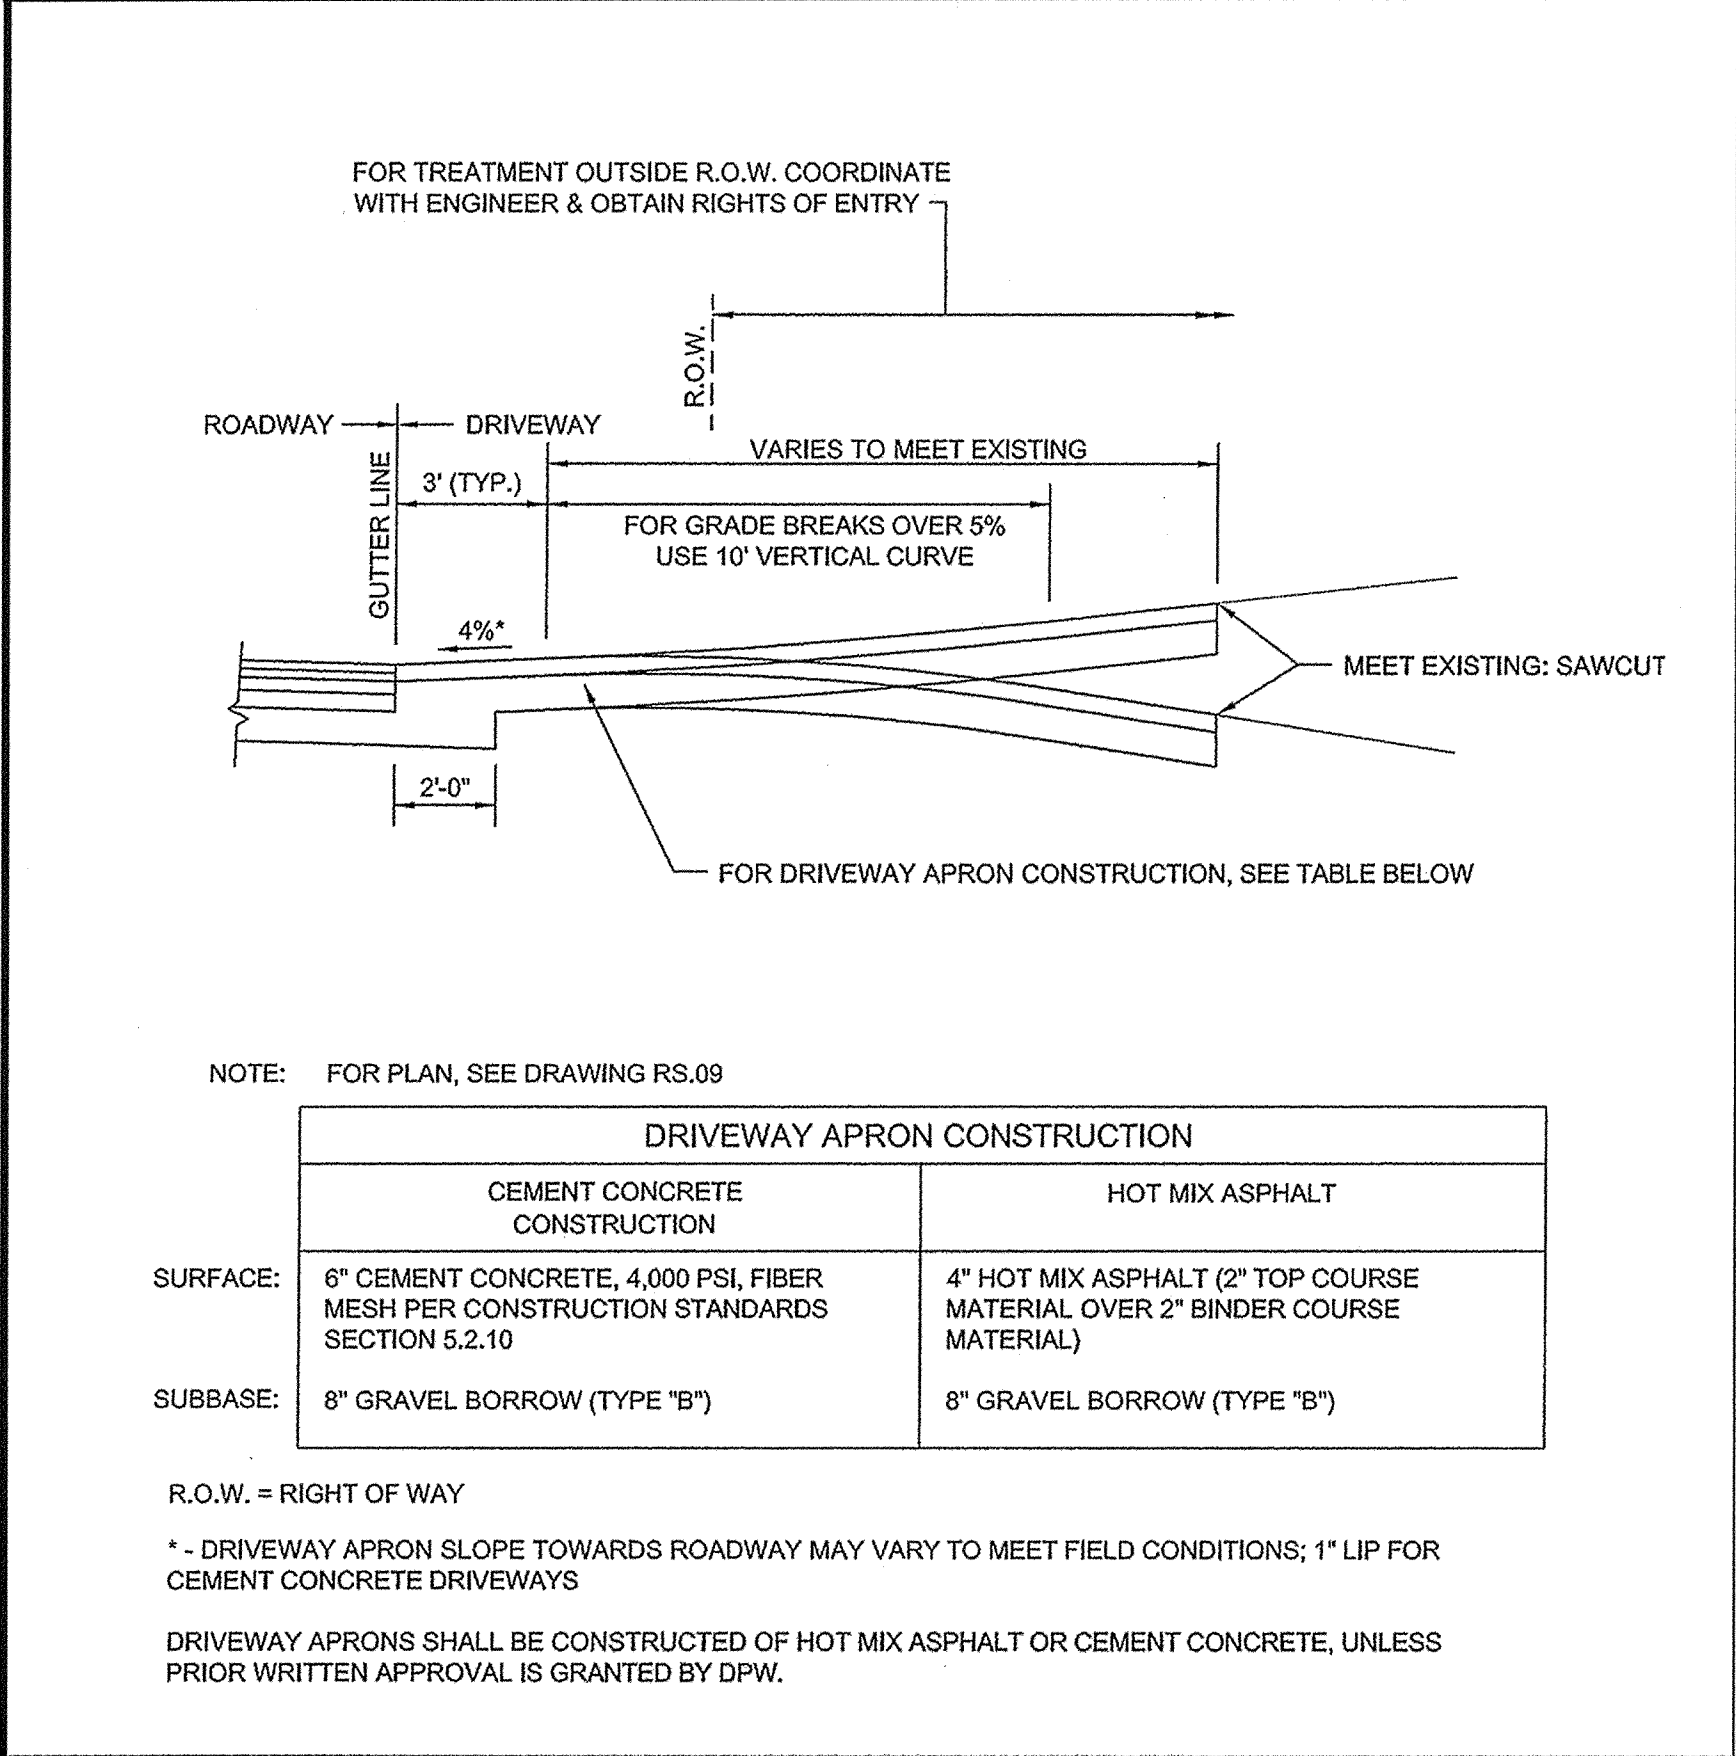 FOR TREATMENT OUTSIDE R.O.W. COORDINATE
WITH ENGINEER & OBTAIN RIGHTS OF ENTRY
R.O.W.
ROADWAY
DRIVEWAY
VARIES TO MEET EXISTING
GUTTER LINE
3' (TYP.)
FOR GRADE BREAKS OVER 5%
USE 10' VERTICAL CURVE
4%*
MEET EXISTING: SAWCUT
2'-0"
FOR DRIVEWAY APRON CONSTRUCTION, SEE TABLE BELOW
NOTE: FOR PLAN, SEE DRAWING RS.09
DRIVEWAY APRON CONSTRUCTION
CEMENT CONCRETE
CONSTRUCTION
HOT MIX ASPHALT
SURFACE:
6" CEMENT CONCRETE, 4,000 PSI, FIBER
MESH PER CONSTRUCTION STANDARDS
SECTION 5.2.10
4" HOT MIX ASPHALT (2" TOP COURSE
MATERIAL OVER 2" BINDER COURSE
MATERIAL)
SUBBASE:
8" GRAVEL BORROW (TYPE "B")
8" GRAVEL BORROW (TYPE "B")
R.O.W. = RIGHT OF WAY
* - DRIVEWAY APRON SLOPE TOWARDS ROADWAY MAY VARY TO MEET FIELD CONDITIONS; 1" LIP FOR
CEMENT CONCRETE DRIVEWAYS
DRIVEWAY APRONS SHALL BE CONSTRUCTED OF HOT MIX ASPHALT OR CEMENT CONCRETE, UNLESS
PRIOR WRITTEN APPROVAL IS GRANTED BY DPW.